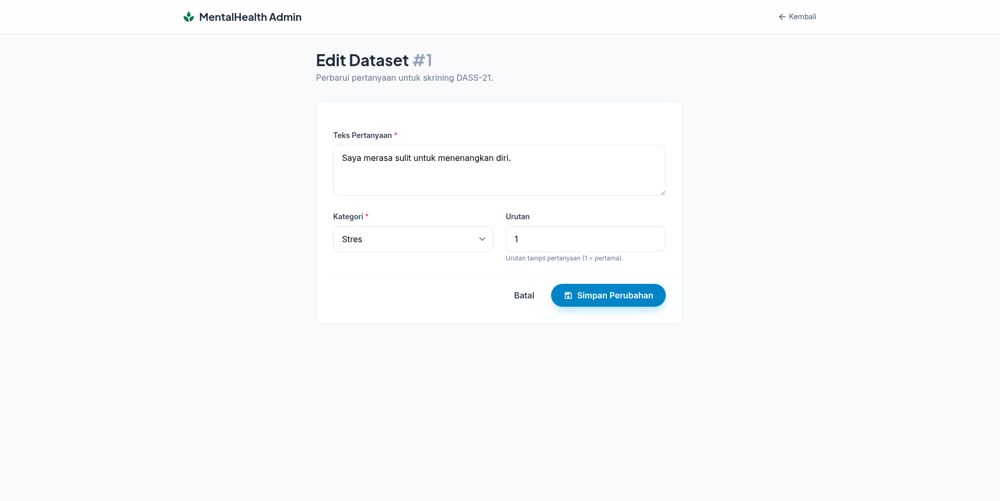 MentalHealth Admin
Kembali
Edit Dataset #1
Perbarui pertanyaan untuk skrining DASS-21.
Teks Pertanyaan *
Saya merasa sulit untuk menenangkan diri.
Kategori *
Urutan
Stres
1
Urutan tampil pertanyaan (1 = pertama).
Batal
Simpan Perubahan